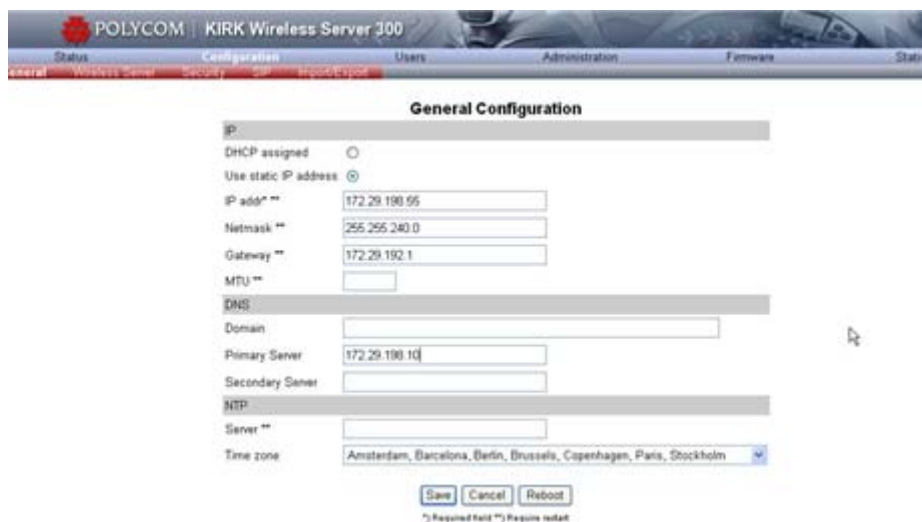 POLYCOM | KIRK Wireless Server 300
Status Configuration Users Administration Firmware Stati
General Wireless Server Security SIP Import/Export
General Configuration
IP
DHCP assigned
Use static IP address
IP addr* ** 172.29.198.55
Netmask ** 255.255.240.0
Gateway ** 172.29.192.1
MTU **
DNS
Domain
Primary Server 172.29.198.10
Secondary Server
NTP
Server **
Time zone Amsterdam, Barcelona, Berlin, Brussels, Copenhagen, Paris, Stockholm
Save Cancel Reboot
*) Required field **) Require restart